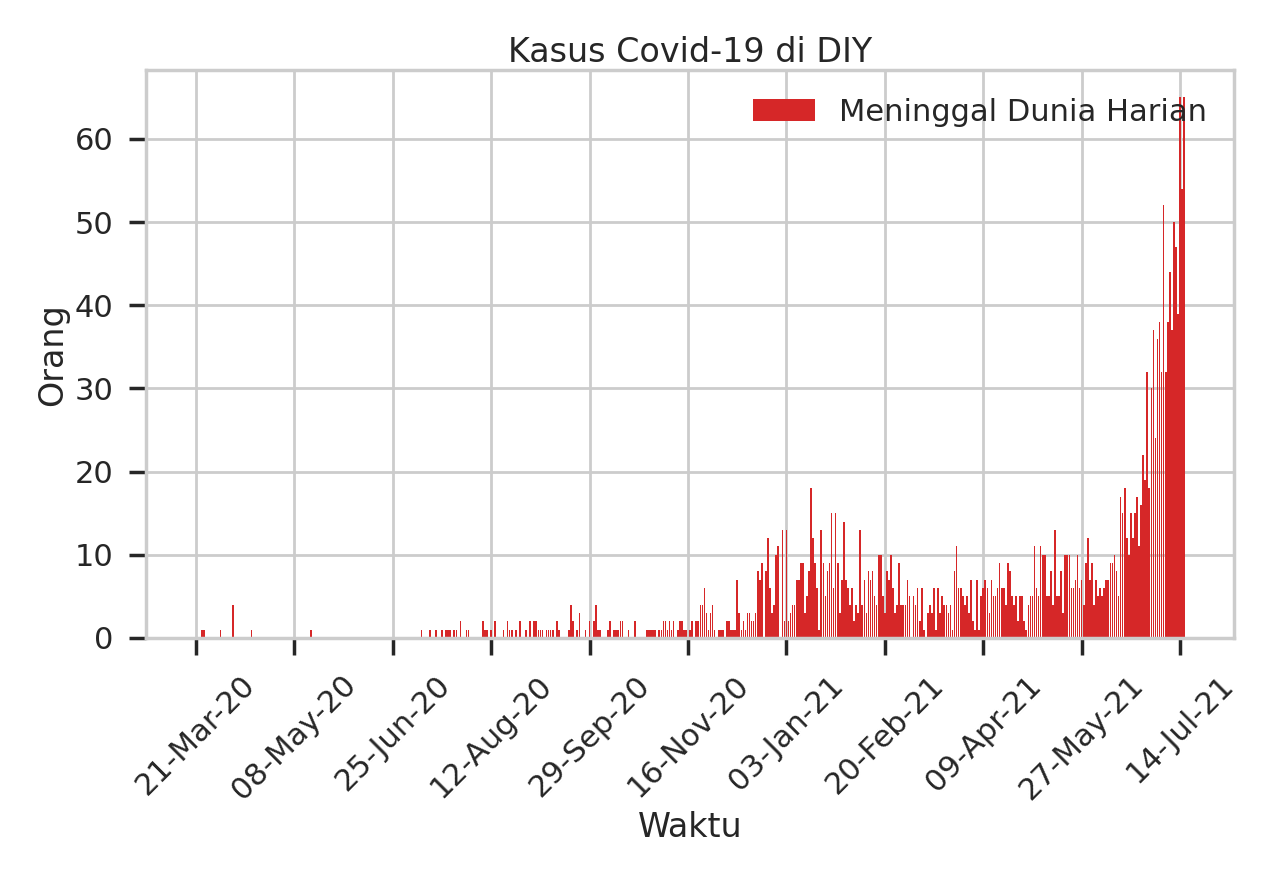 Kasus Covid-19 di DIY
Meninggal Dunia Harian
Orang
60
50
40
30
20
10
0
21-Mar-20
08-May-20
25-Jun-20
12-Aug-20
29-Sep-20
16-Nov-20
03-Jan-21
20-Feb-21
09-Apr-21
27-May-21
14-Jul-21
Waktu